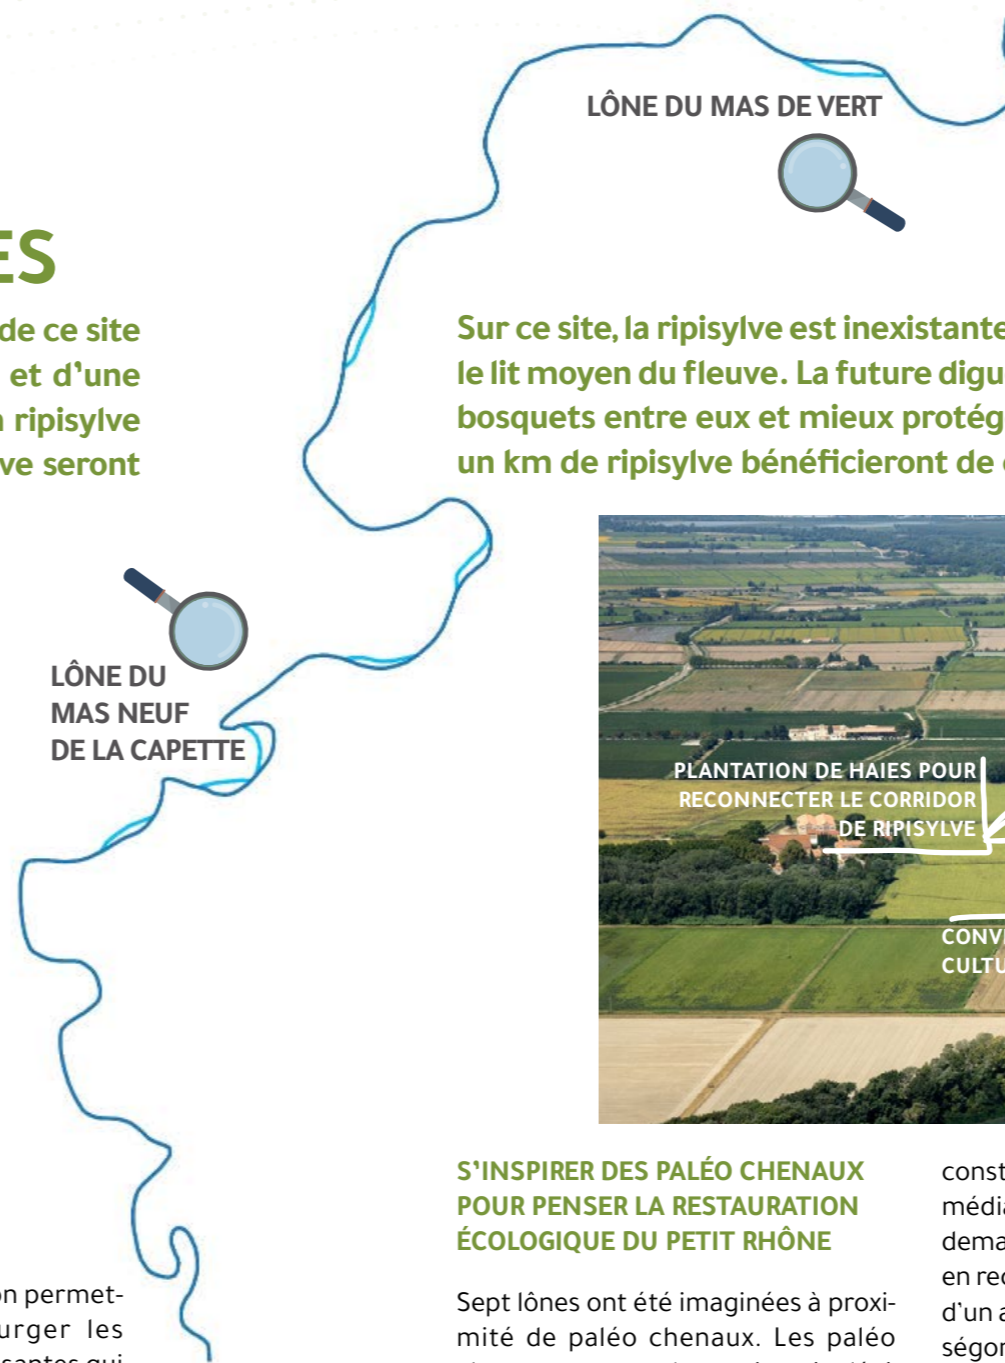 LÔNE DU MAS DE VERT
ES
de ce site
et d'une
ripisylve
ve seront
Sur ce site, la ripisylve est inexistante
le lit moyen du fleuve. La future digu
bosquets entre eux et mieux protég
un km de ripisylve bénéficieront de
LÔNE DU
MAS NEUF
DE LA CAPETTE
PLANTATION DE HAIES POUR
RECONNECTER LE CORRIDOR
DE RIPISYLVE
CONV
CULTU
on permet-
urger les
santes qui
S'INSPIRER DES PALÉO CHENAUX
POUR PENSER LA RESTAURATION
ÉCOLOGIQUE DU PETIT RHÔNE
Sept lônes ont été imaginées à proxi-
mité de paléo chenaux. Les paléo
const
média
dema
en rec
d'un a
ségor